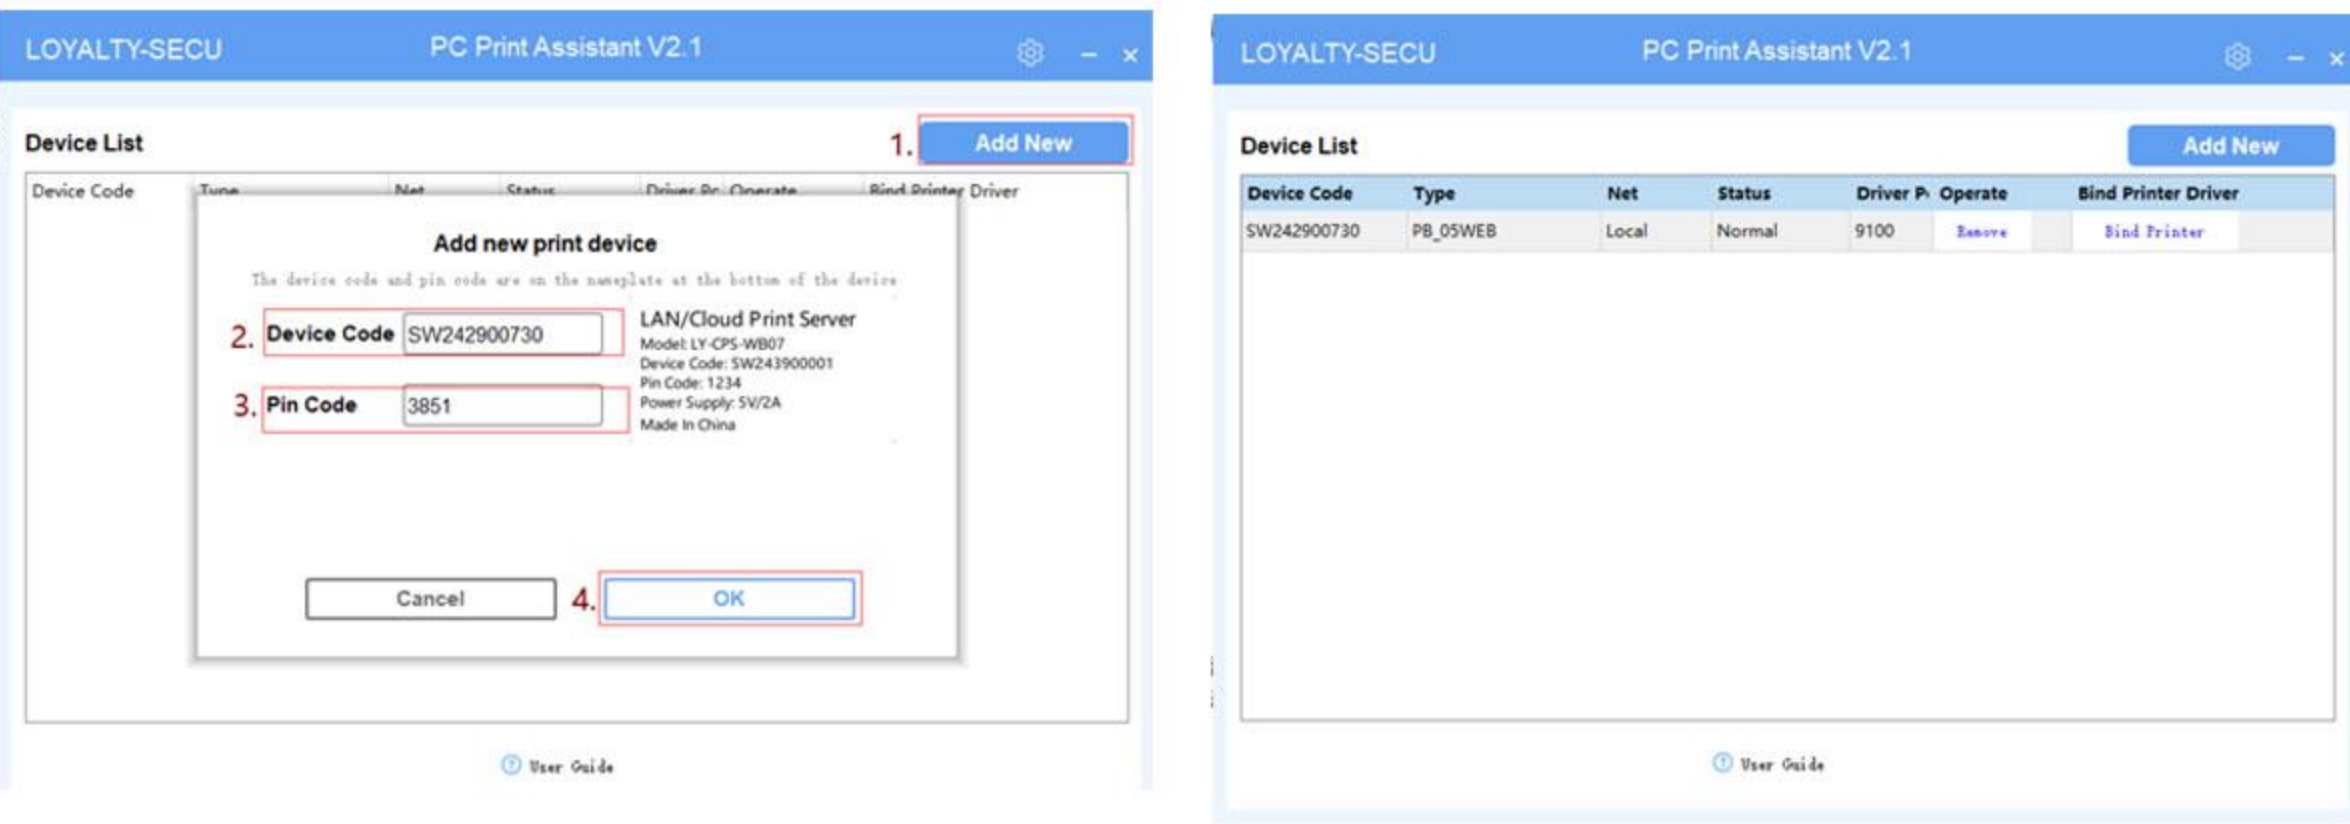 LOYALTY-SECU PC Print Assistant V2.1
Device List 1. Add New
Device Code Type Net Status Driver Pc Operate Bind Printer Driver
Add new print device
The device code and pin code are on the nameplate at the bottom of the device
2. Device Code SW242900730
3. Pin Code 3851
LAN/Cloud Print Server
Model: LY-CPS-WB07
Device Code: SW243900001
Pin Code: 1234
Power Supply: 5V/2A
Made In China
Cancel 4. OK
User Guide
LOYALTY-SECU PC Print Assistant V2.1
Device List Add New
Device Code Type Net Status Driver P Operate Bind Printer Driver
SW242900730 PB_05WEB Local Normal 9100 Remove Bind Printer
User Guide